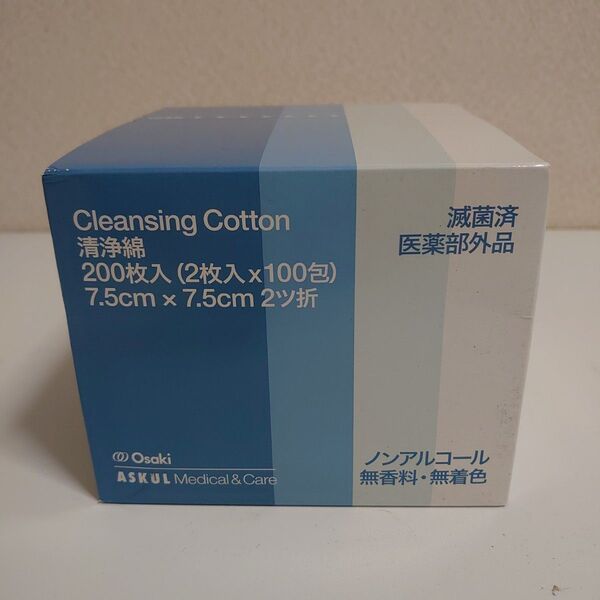 Cleansing Cotton
清浄綿
200枚入（2枚入x100包）
7.5cm × 7.5cm 2ツ折
滅菌済
医薬部外品
Osaki
ASKUL Medical & Care
ノンアルコール
無香料・無着色